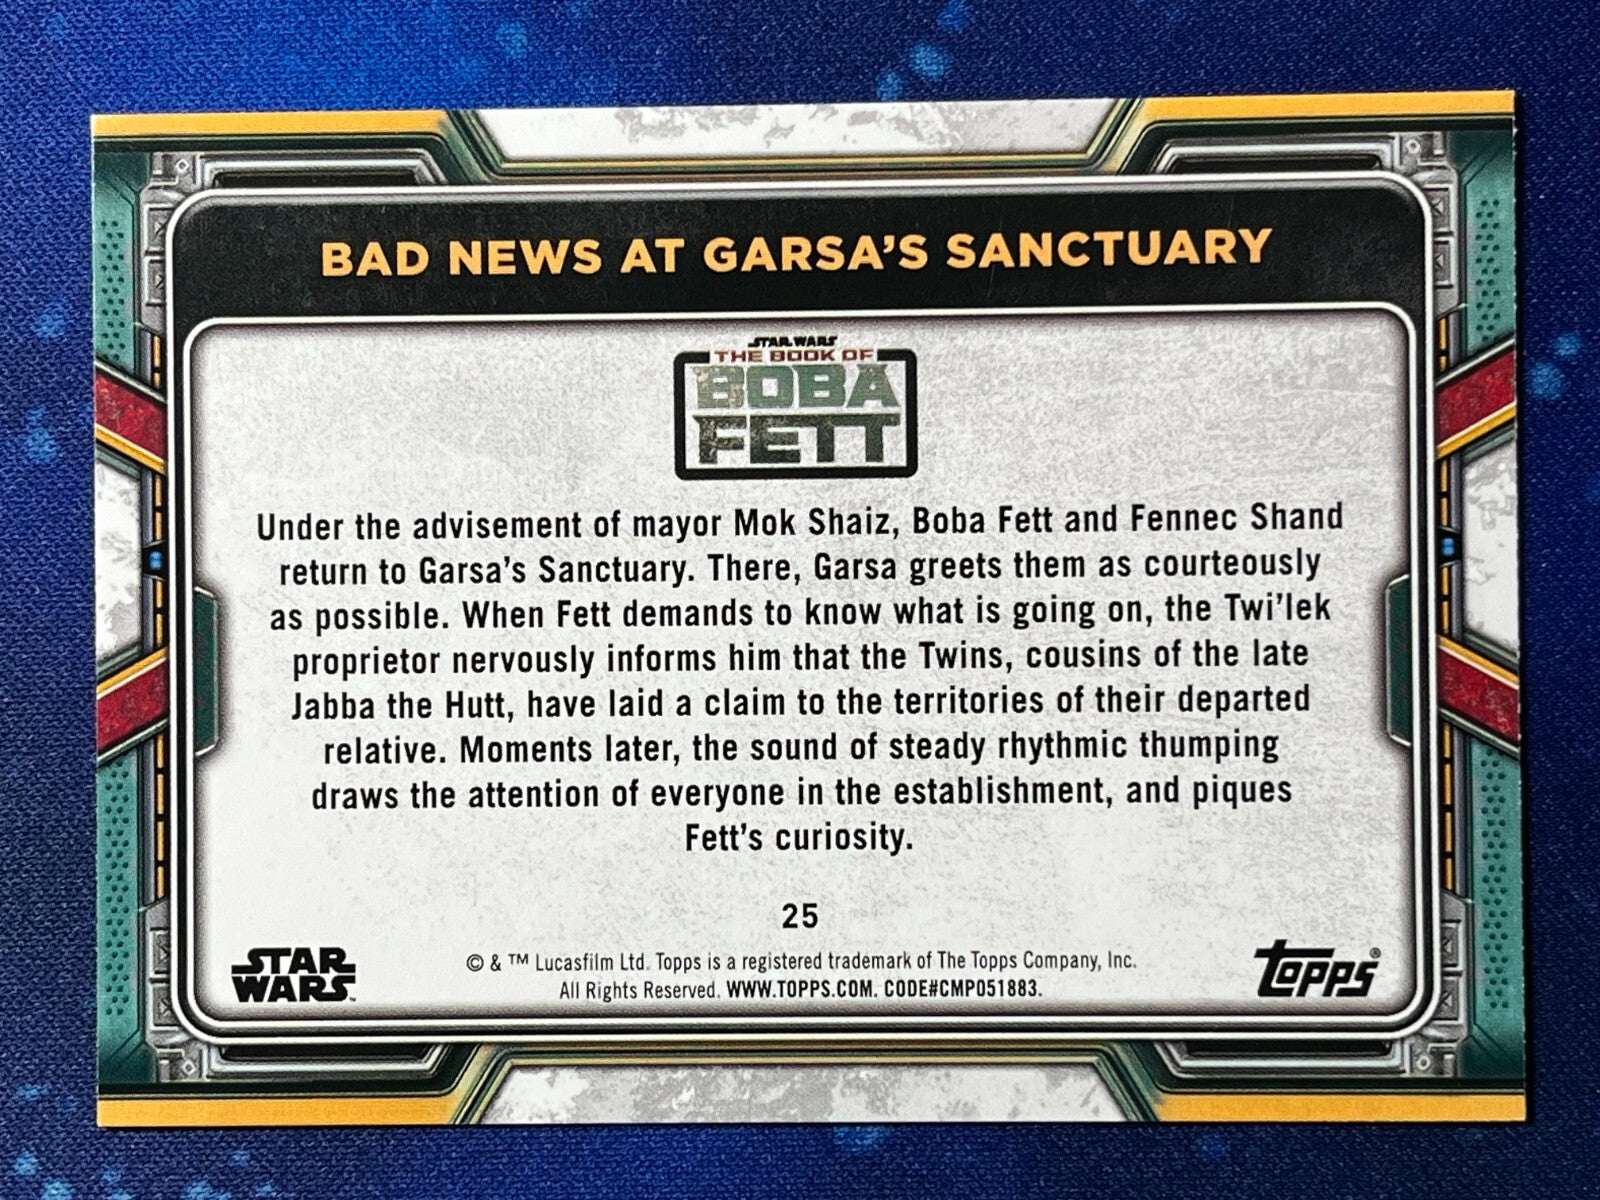 BAD NEWS AT GARSA'S SANCTUARY
STAR WARS
THE BOOK OF
BOBA
FETT
Under the advisement of mayor Mok Shaiz, Boba Fett and Fennec Shand
return to Garsa's Sanctuary. There, Garsa greets them as courteously
as possible. When Fett demands to know what is going on, the Twi'lek
proprietor nervously informs him that the Twins, cousins of the late
Jabba the Hutt, have laid a claim to the territories of their departed
relative. Moments later, the sound of steady rhythmic thumping
draws the attention of everyone in the establishment, and piques
Fett's curiosity.
25
STAR
WARS
© & ™ Lucasfilm Ltd. Topps is a registered trademark of The Topps Company, Inc.
All Rights Reserved. WWW.TOPPS.COM. CODE#CMP051883.
topps®